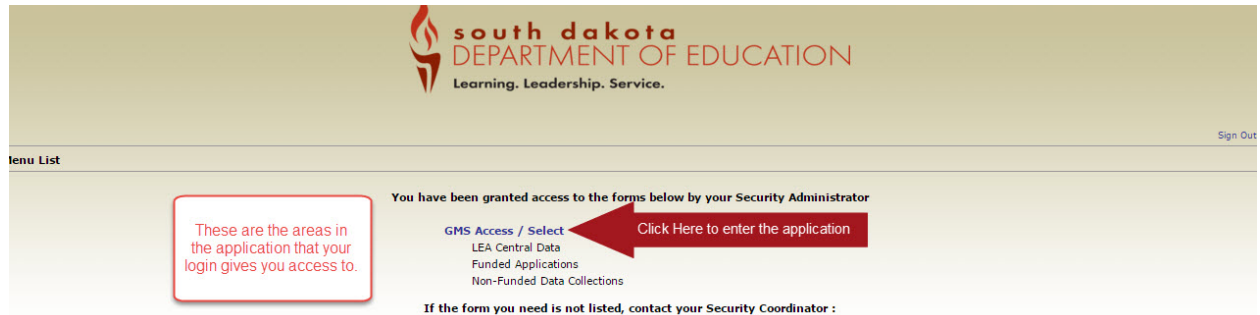 south dakota
DEPARTMENT OF EDUCATION
Learning. Leadership. Service.
Sign Out
Menu List
You have been granted access to the forms below by your Security Administrator
These are the areas in
the application that your
login gives you access to.
GMS Access / Select
Click Here to enter the application
LEA Central Data
Funded Applications
Non-Funded Data Collections
If the form you need is not listed, contact your Security Coordinator :